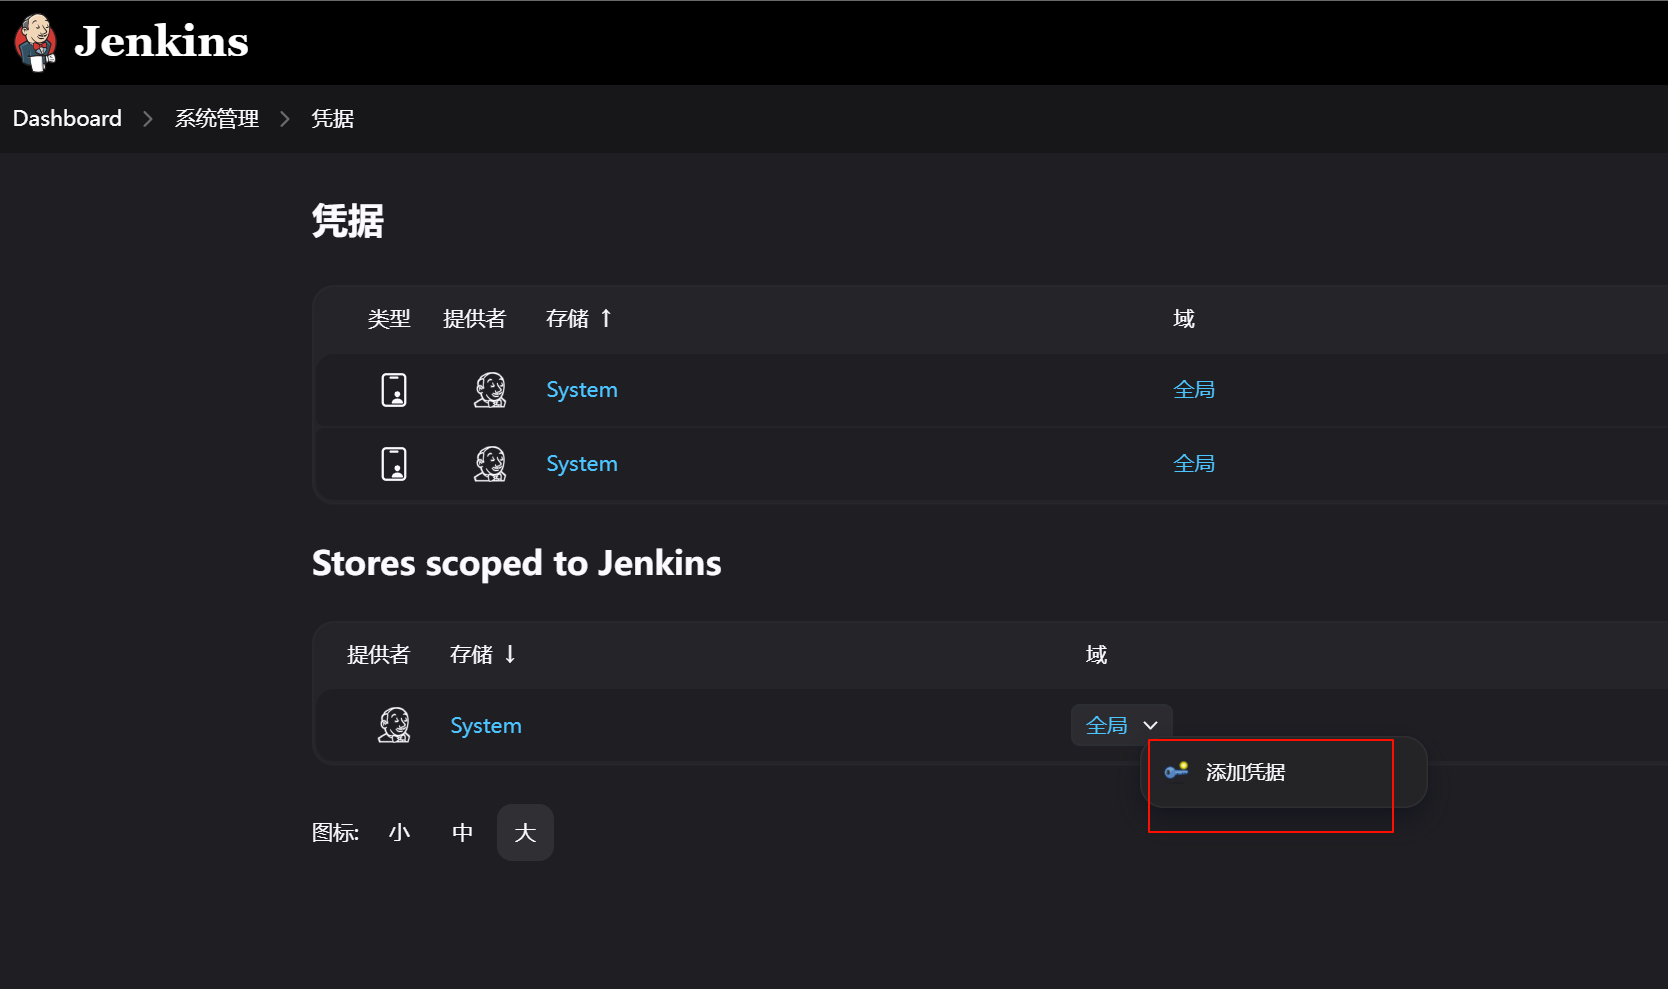 Jenkins
Dashboard 系统管理 凭据
凭据
类型 提供者 存储 ↑ 域
System 全局
System 全局
Stores scoped to Jenkins
提供者 存储 ↓ 域
System 全局
添加凭据
图标: 小 中 大